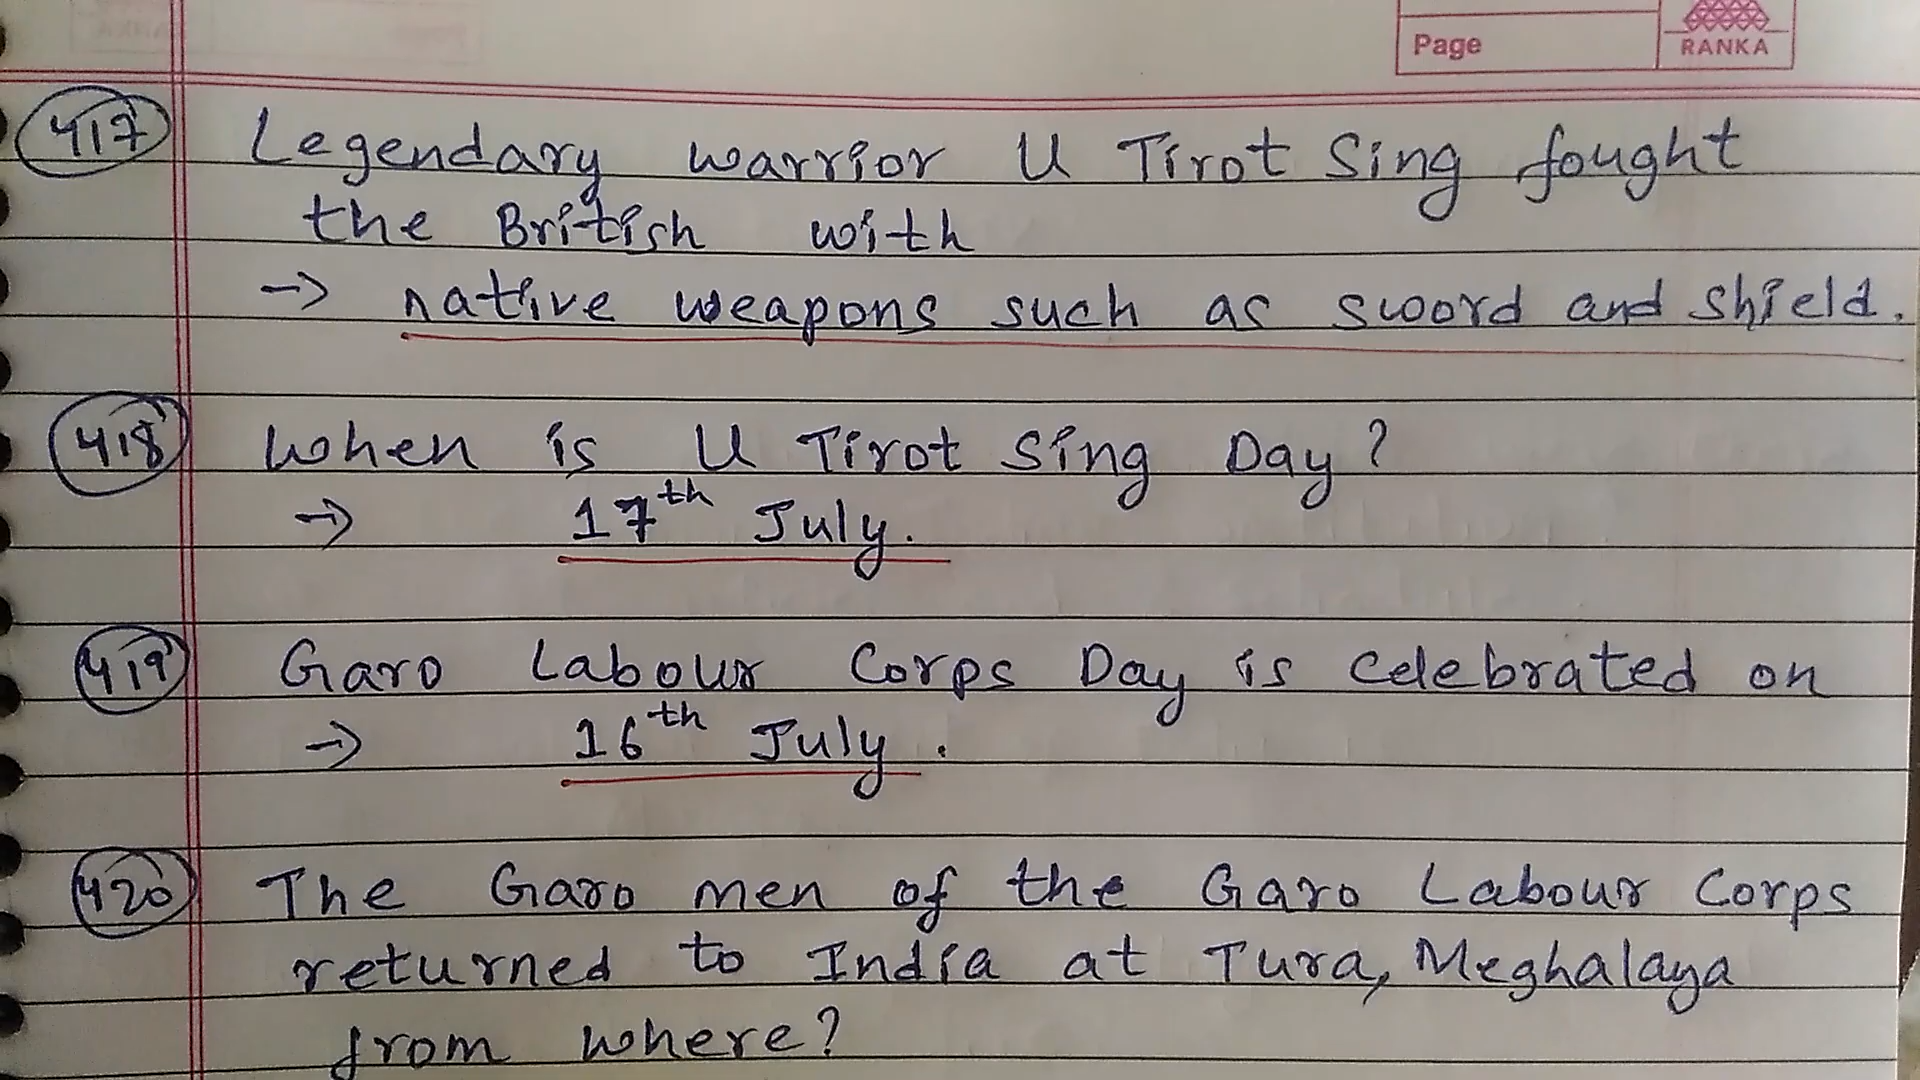 Page
RANKA
417 Legendary warrior U Tirot Sing fought
the British with
→ native weapons such as sword and shield.
418 When is U Tirot Sing Day?
→ 17th July.
419 Garo Labour Corps Day is celebrated on
→ 16th July.
420 The Garo men of the Garo Labour Corps
returned to India at Tura, Meghalaya
from where?